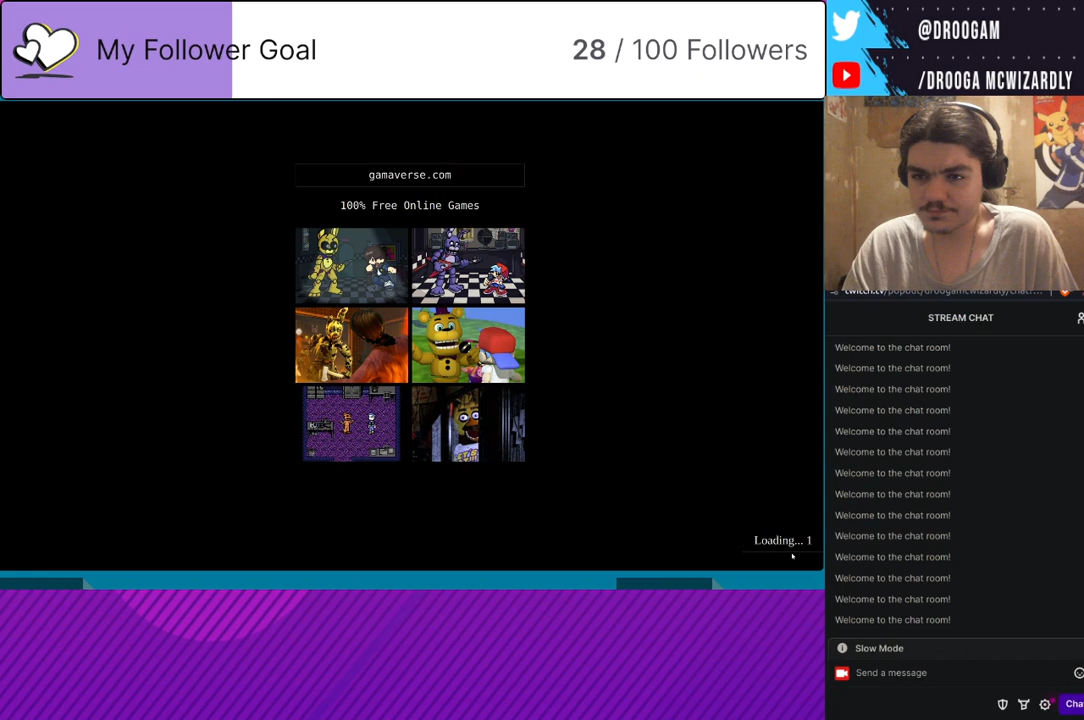 My Follower Goal
28 / 100 Followers
@DROOGAM
/DROOGA MCWIZARDLY
gamaverse.com
100% Free Online Games
Loading... 1
STREAM CHAT
Welcome to the chat room!
Welcome to the chat room!
Welcome to the chat room!
Welcome to the chat room!
Welcome to the chat room!
Welcome to the chat room!
Welcome to the chat room!
Welcome to the chat room!
Welcome to the chat room!
Welcome to the chat room!
Welcome to the chat room!
Welcome to the chat room!
Welcome to the chat room!
Welcome to the chat room!
Slow Mode
Send a message
Cha